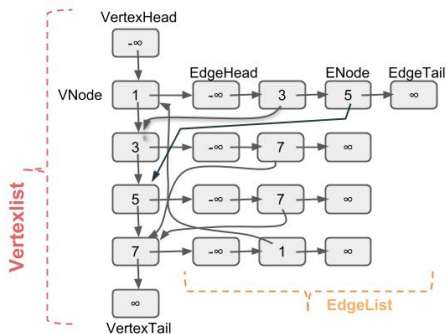 VertexHead
-∞
EdgeHead ENode EdgeTail
VNode 1 -∞ 3 5 ∞
3 -∞ 7 ∞
5 -∞ 7 ∞
7 -∞ 1 ∞
∞
VertexTail
EdgeList
Vertexlist